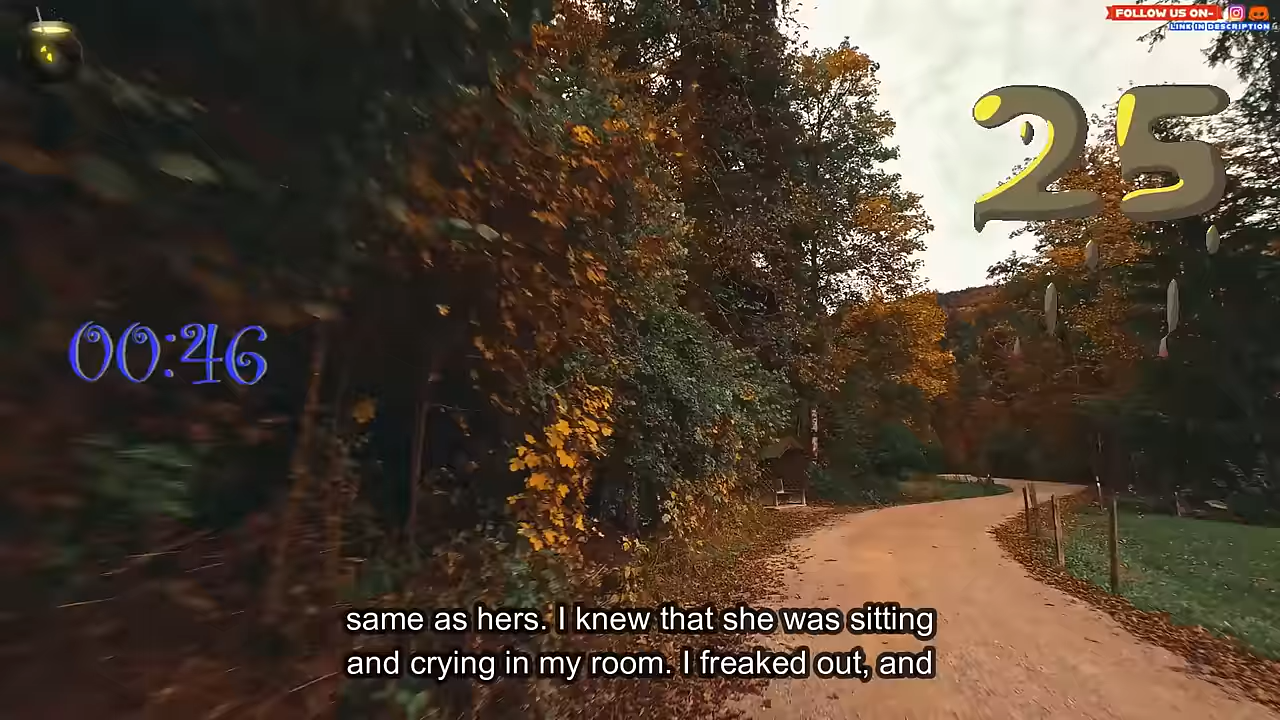 FOLLOW US ON-
LINK IN DESCRIPTION
25
00:46
same as hers. I knew that she was sitting
and crying in my room. I freaked out, and